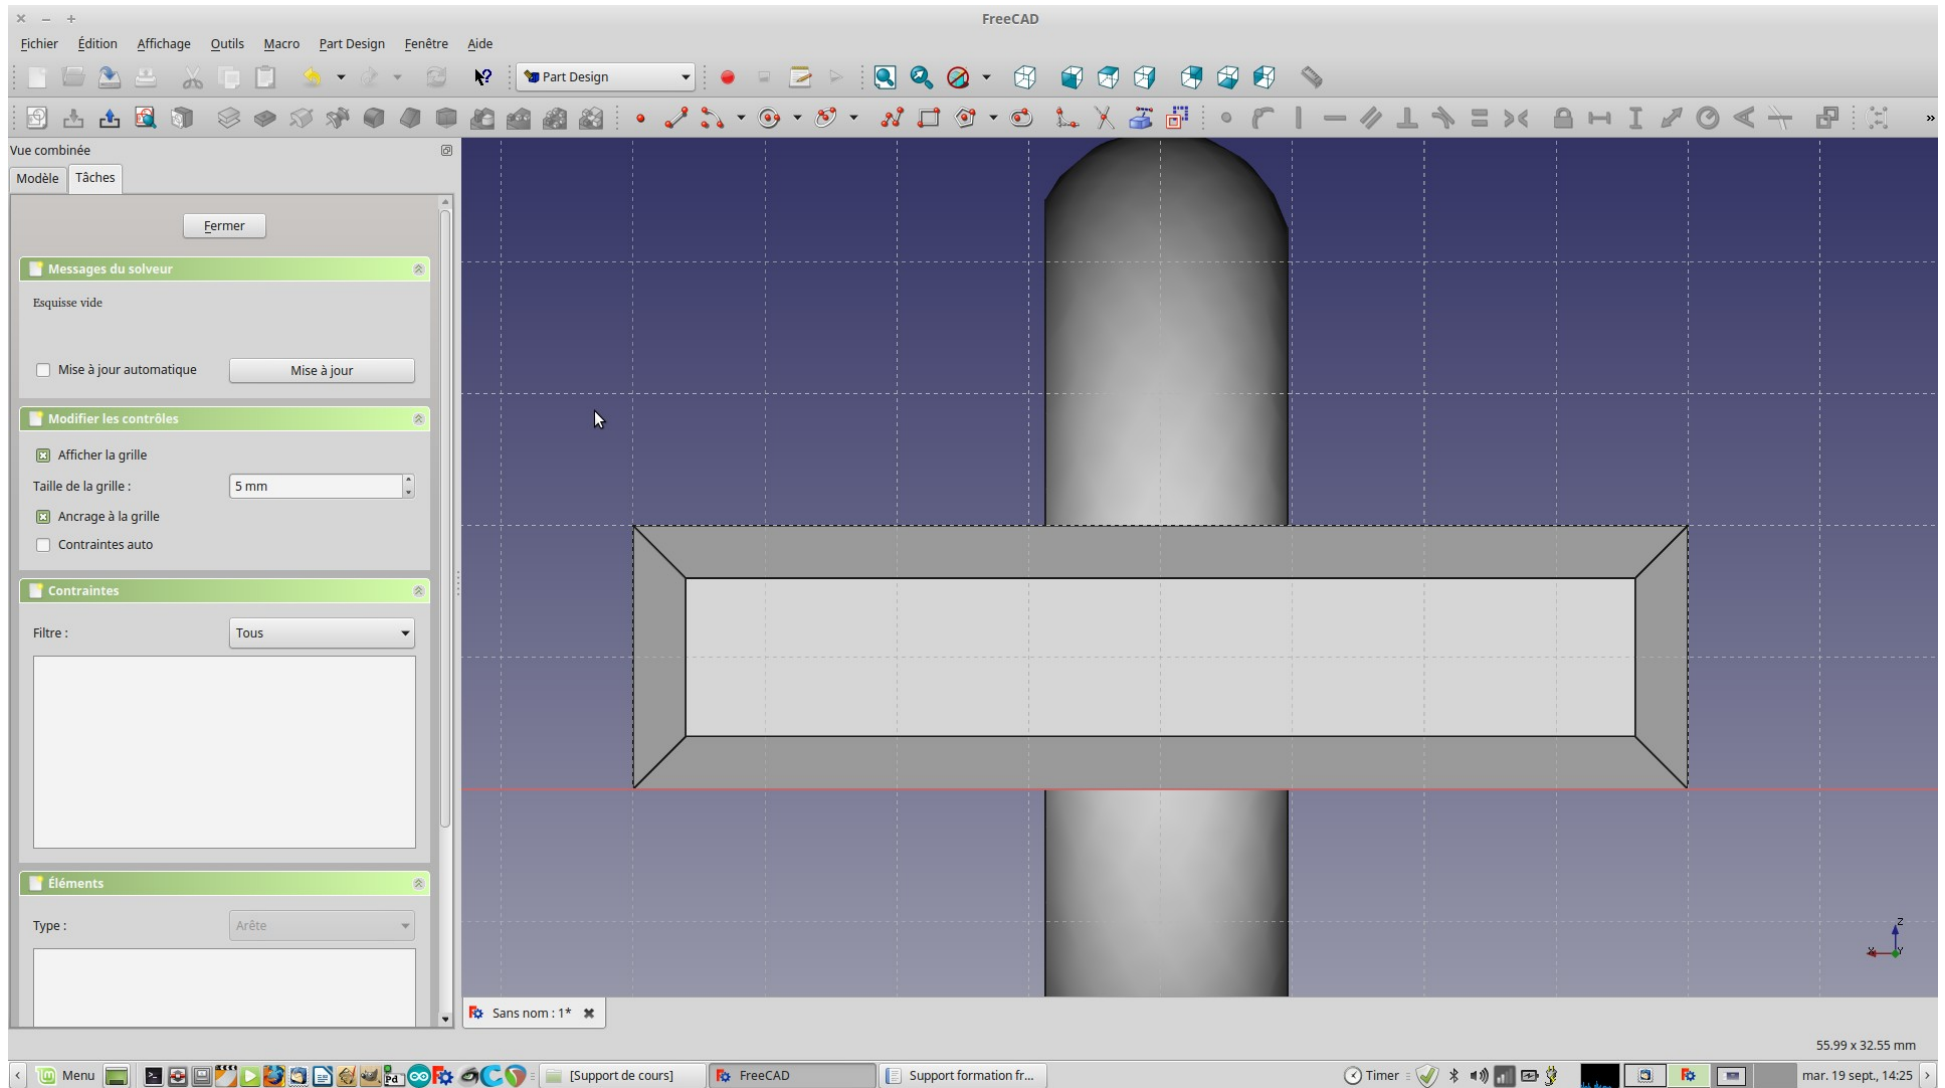 FreeCAD
Fichier Édition Affichage Outils Macro Part Design Fenêtre Aide
Part Design
Vue combinée
Modèle Tâches
Fermer
Messages du solveur
Esquisse vide
Mise à jour automatique Mise à jour
Modifier les contrôles
Afficher la grille
Taille de la grille : 5 mm
Ancrage à la grille
Contraintes auto
Contraintes
Filtre : Tous
Éléments
Type : Arête
Z
X Y
Sans nom : 1*
55.99 x 32.55 mm
Menu Pd [Support de cours] FreeCAD Support formation fr... Timer mar. 19 sept., 14:25